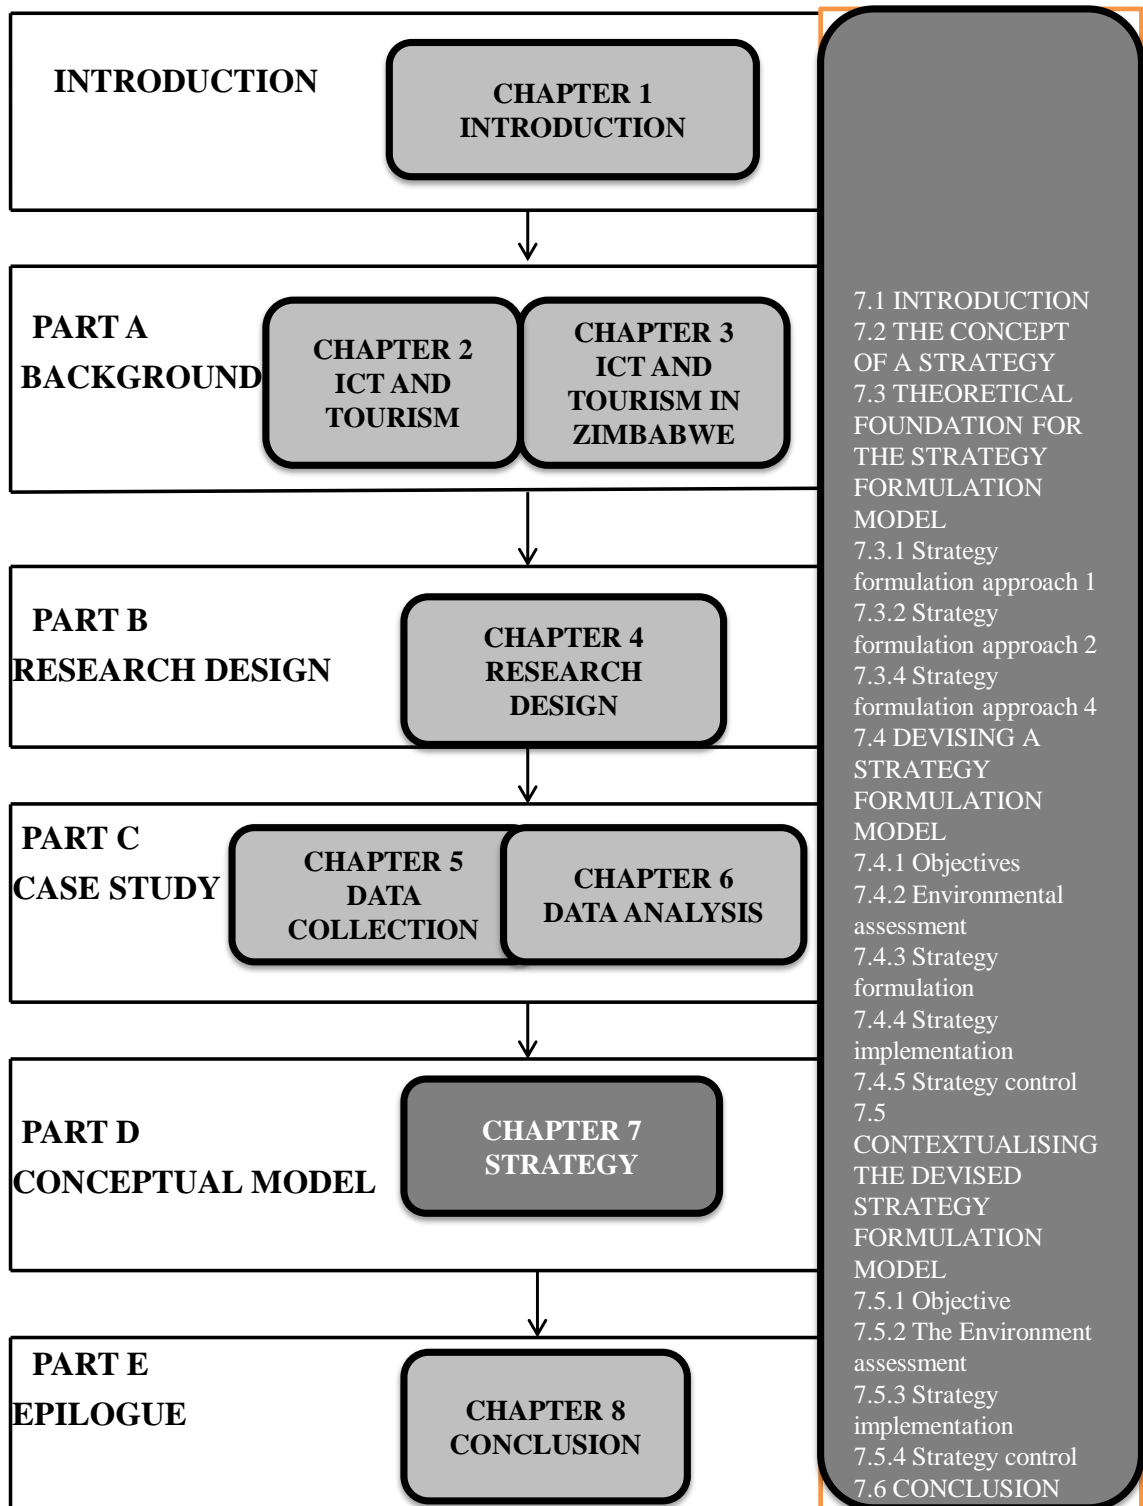 INTRODUCTION
CHAPTER 1
INTRODUCTION
PART A
BACKGROUND
CHAPTER 2
ICT AND
TOURISM
CHAPTER 3
ICT AND
TOURISM IN
ZIMBABWE
PART B
RESEARCH DESIGN
CHAPTER 4
RESEARCH
DESIGN
PART C
CASE STUDY
CHAPTER 5
DATA
COLLECTION
CHAPTER 6
DATA ANALYSIS
PART D
CONCEPTUAL MODEL
CHAPTER 7
STRATEGY
PART E
EPILOGUE
CHAPTER 8
CONCLUSION
7.1 INTRODUCTION
7.2 THE CONCEPT
OF A STRATEGY
7.3 THEORETICAL
FOUNDATION FOR
THE STRATEGY
FORMULATION
MODEL
7.3.1 Strategy
formulation approach 1
7.3.2 Strategy
formulation approach 2
7.3.4 Strategy
formulation approach 4
7.4 DEVISING A
STRATEGY
FORMULATION
MODEL
7.4.1 Objectives
7.4.2 Environmental
assessment
7.4.3 Strategy
formulation
7.4.4 Strategy
implementation
7.4.5 Strategy control
7.5
CONTEXTUALISING
THE DEVISED
STRATEGY
FORMULATION
MODEL
7.5.1 Objective
7.5.2 The Environment
assessment
7.5.3 Strategy
implementation
7.5.4 Strategy control
7.6 CONCLUSION